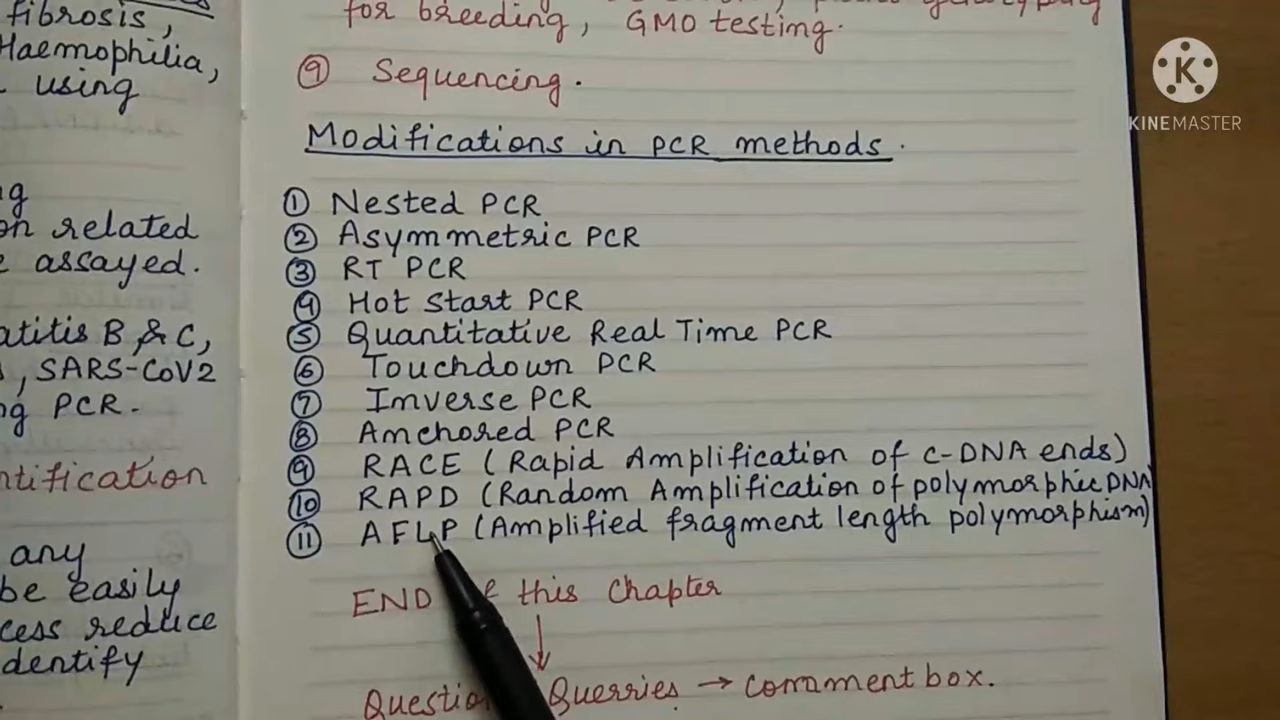 fibrosis,
Haemophilia,
using
on related
assayed.
B & C,
, SARS-CoV2
PCR.
any
be easily
reduce
for breeding, GMO testing.
⑨ Sequencing.
Modifications in PCR methods.
① Nested PCR
② Asymmetric PCR
③ RT PCR
④ Hot Start PCR
⑤ Quantitative Real Time PCR
⑥ Touchdown PCR
⑦ Inverse PCR
⑧ Anchored PCR
⑨ RACE (Rapid Amplification of c-DNA ends)
⑩ RAPD (Random Amplification of polymorphic DNA)
⑪ AFLP (Amplified fragment length polymorphism)
END this Chapter
Querries → comment box.
KINEMASTER